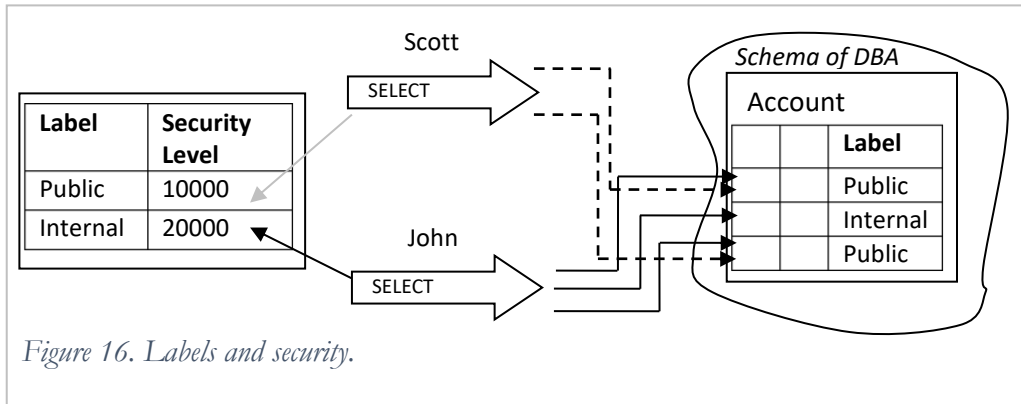 Scott
SELECT
Label Security
Level
Public 10000
Internal 20000
John
SELECT
Schema of DBA
Account
Label
Public
Internal
Public
Figure 16. Labels and security.